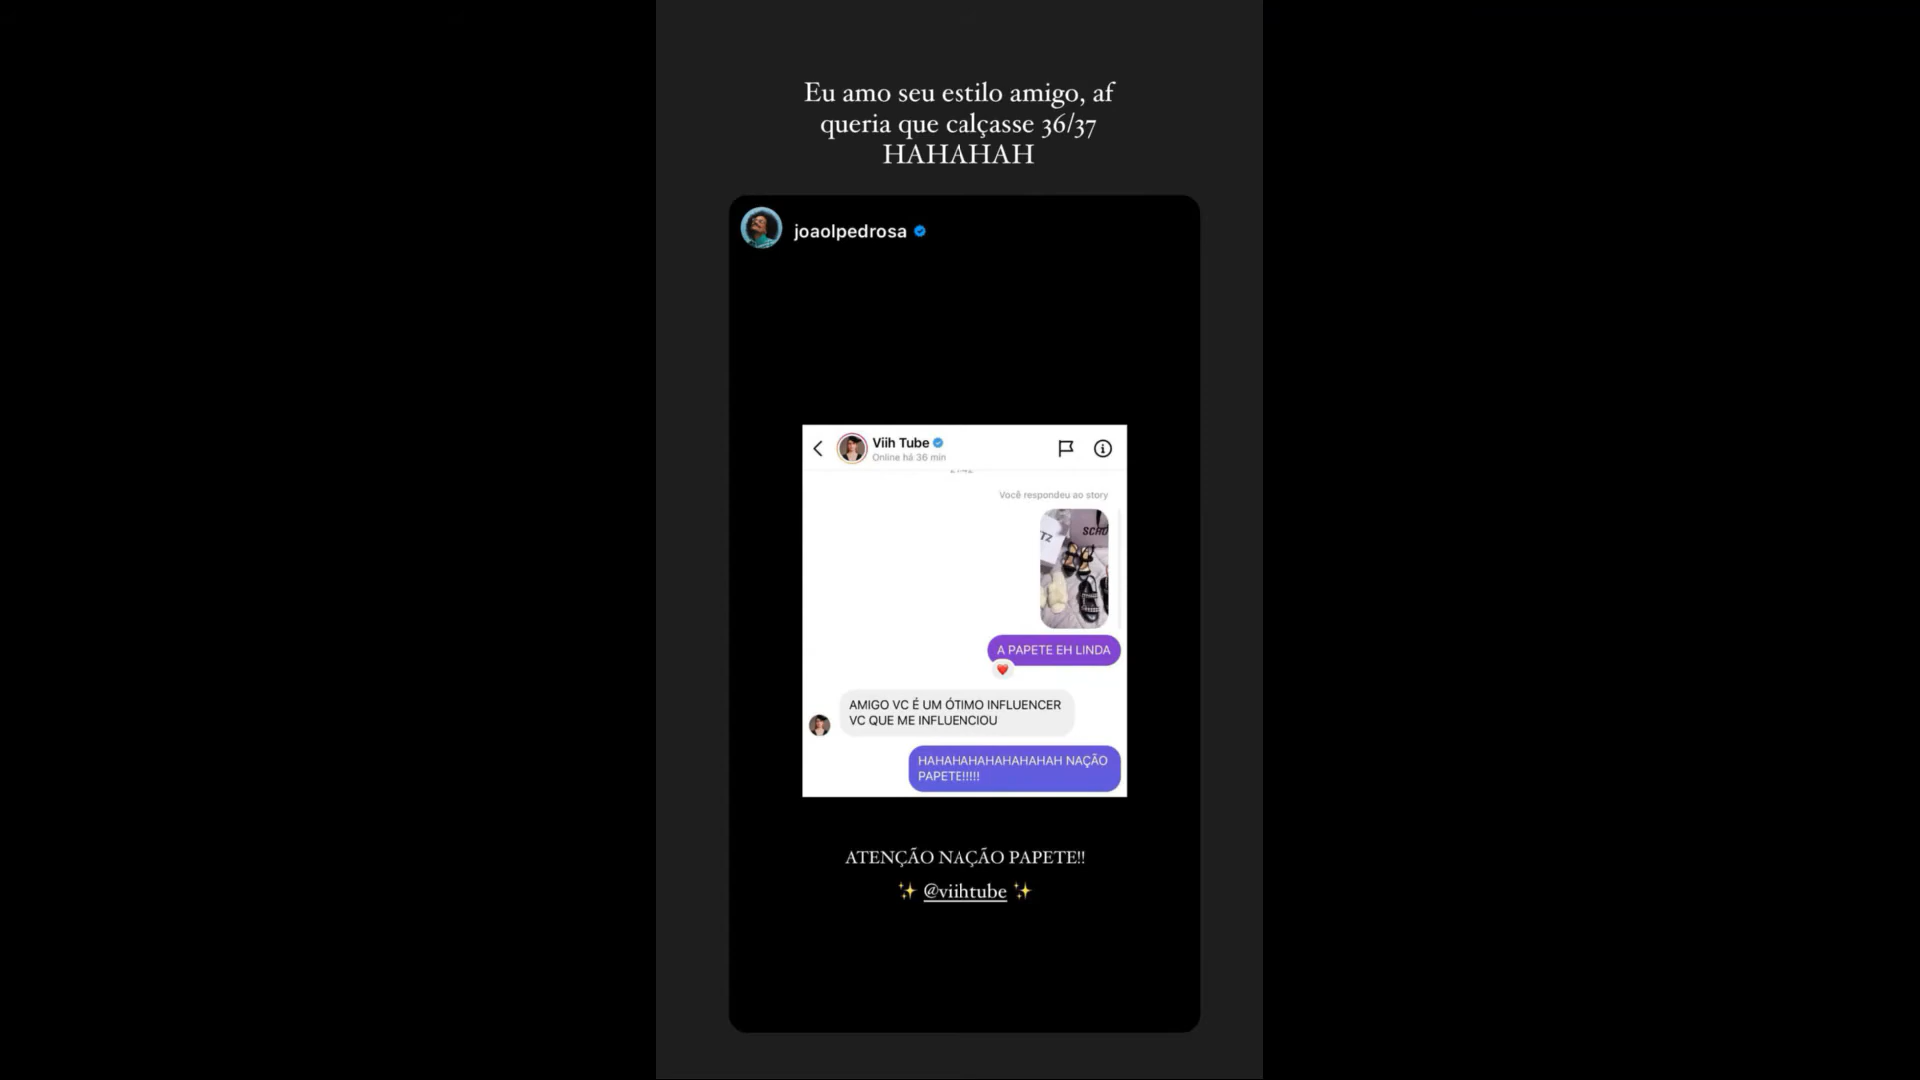 Eu amo seu estilo amigo, af
queria que calçasse 36/37
HAHAHAH
joaolpedrosa
Viih Tube
Online há 36 min
Você respondeu ao story
A PAPETE EH LINDA
AMIGO VC É UM ÓTIMO INFLUENCER
VC QUE ME INFLUENCIOU
HAHAHAHAHAHAHAHAH NAÇÃO
PAPETE!!!!!
ATENÇÃO NAÇÃO PAPETE!!
✨ @viihtube ✨